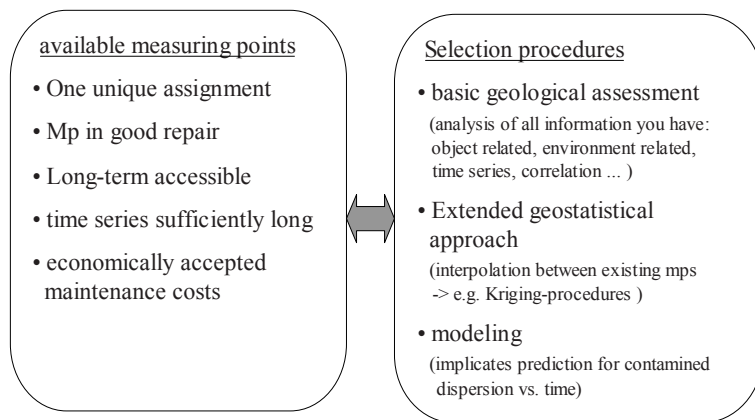 available measuring points
• One unique assignment
• Mp in good repair
• Long-term accessible
• time series sufficiently long
• economically accepted
maintenance costs
Selection procedures
• basic geological assessment
(analysis of all information you have:
object related, environment related,
time series, correlation ... )
• Extended geostatistical
approach
(interpolation between existing mps
-> e.g. Kriging-procedures )
• modeling
(implicates prediction for contamined
dispersion vs. time)